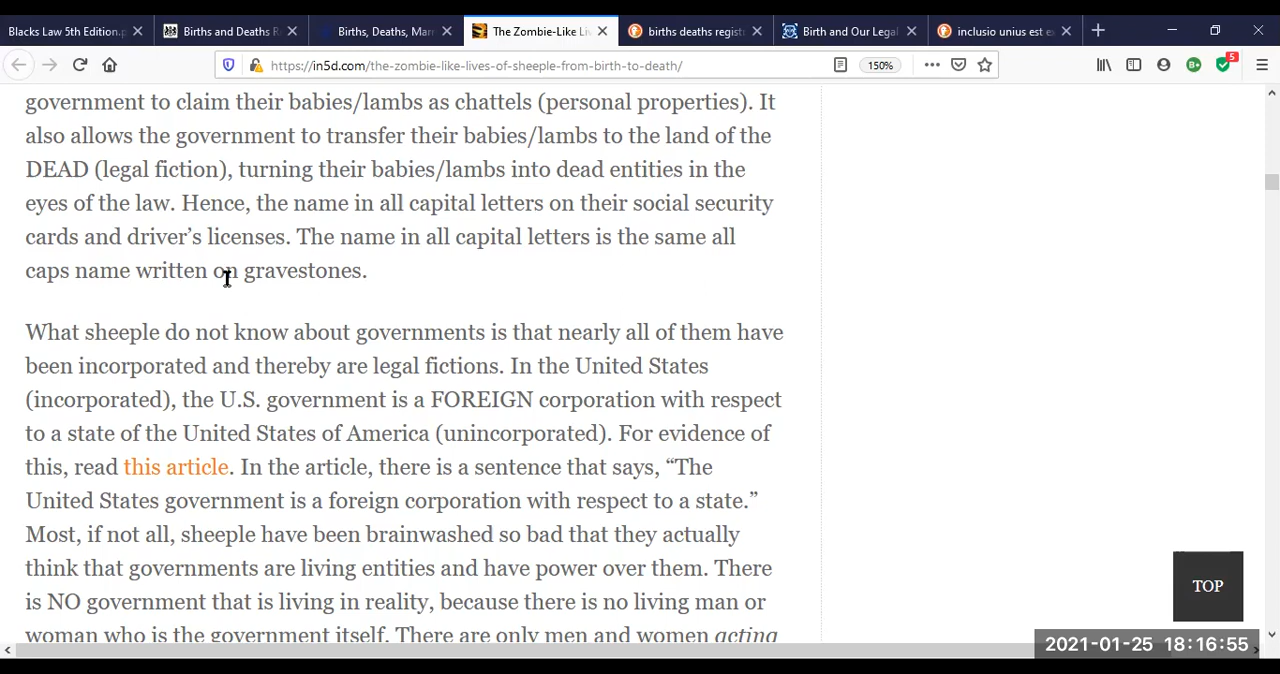 Blacks Law 5th Edition.p
Births and Deaths R
Births, Deaths, Mar
The Zombie-Like Li
births deaths regist
Birth and Our Legal
inclusio unius est e
https://in5d.com/the-zombie-like-lives-of-sheeple-from-birth-to-death/
150%
5
government to claim their babies/lambs as chattels (personal properties). It
also allows the government to transfer their babies/lambs to the land of the
DEAD (legal fiction), turning their babies/lambs into dead entities in the
eyes of the law. Hence, the name in all capital letters on their social security
cards and driver’s licenses. The name in all capital letters is the same all
caps name written on gravestones.
What sheeple do not know about governments is that nearly all of them have
been incorporated and thereby are legal fictions. In the United States
(incorporated), the U.S. government is a FOREIGN corporation with respect
to a state of the United States of America (unincorporated). For evidence of
this, read this article. In the article, there is a sentence that says, “The
United States government is a foreign corporation with respect to a state.”
Most, if not all, sheeple have been brainwashed so bad that they actually
think that governments are living entities and have power over them. There
is NO government that is living in reality, because there is no living man or
woman who is the government itself. There are only men and women acting
TOP
2021-01-25 18:16:55